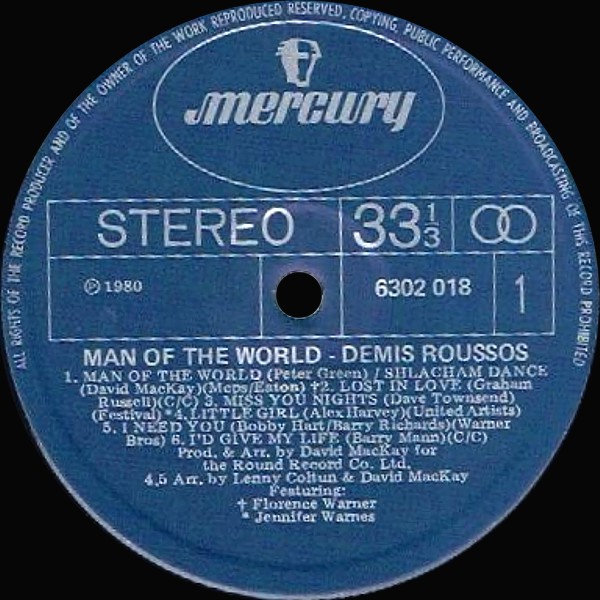 ALL RIGHTS OF THE RECORD PRODUCER AND OF THE OWNER OF THE WORK REPRODUCED RESERVED. COPYING, PUBLIC PERFORMANCE AND BROADCASTING OF THIS RECORD PROHIBITED
mercury
STEREO 33 1/3
℗ 1980 6302 018 1
MAN OF THE WORLD - DEMIS ROUSSOS
1. MAN OF THE WORLD (Peter Green) / SHLACHAM DANCE
(David MacKay)(Mcps/Eaton) †2. LOST IN LOVE (Graham
Russell)(C/C) 3. MISS YOU NIGHTS (Dave Townsend)
(Festival) *4. LITTLE GIRL (Alex Harvey)(United Artists)
5. I NEED YOU (Bobby Hart/Barry Richards)(Warner
Bros) 6. I'D GIVE MY LIFE (Barry Mann)(C/C)
Prod. & Arr. by David MacKay for
the Round Record Co. Ltd.
4,5 Arr. by Lenny Coltun & David MacKay
Featuring:
† Florence Warner
* Jennifer Warnes